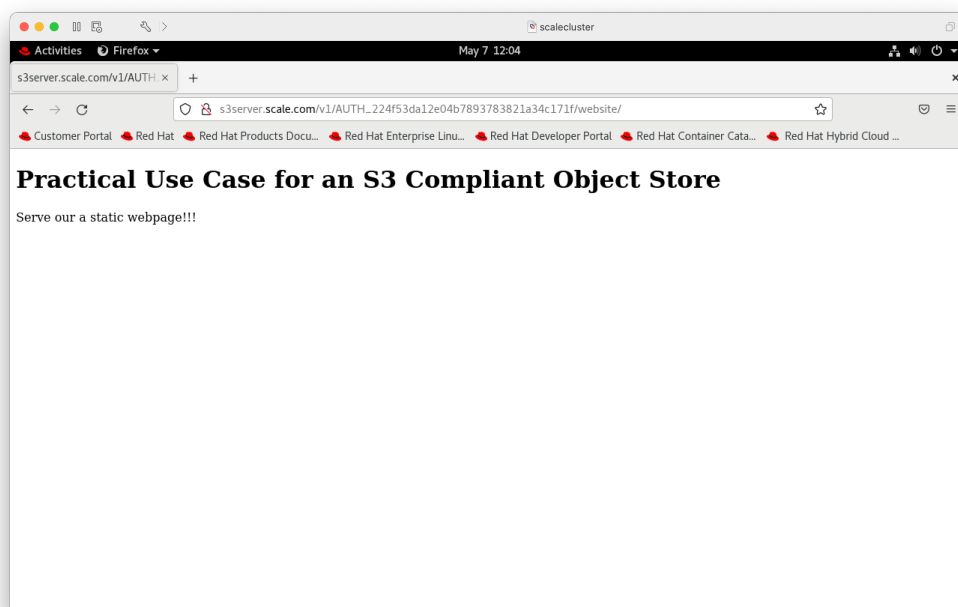 scalecluster
Activities Firefox May 7 12:04
s3server.scale.com/v1/AUTH_
s3server.scale.com/v1/AUTH_224f53da12e04b7893783821a34c171f/website/
Customer Portal Red Hat Red Hat Products Docu... Red Hat Enterprise Linu... Red Hat Developer Portal Red Hat Container Cata... Red Hat Hybrid Cloud ...
Practical Use Case for an S3 Compliant Object Store
Serve our a static webpage!!!